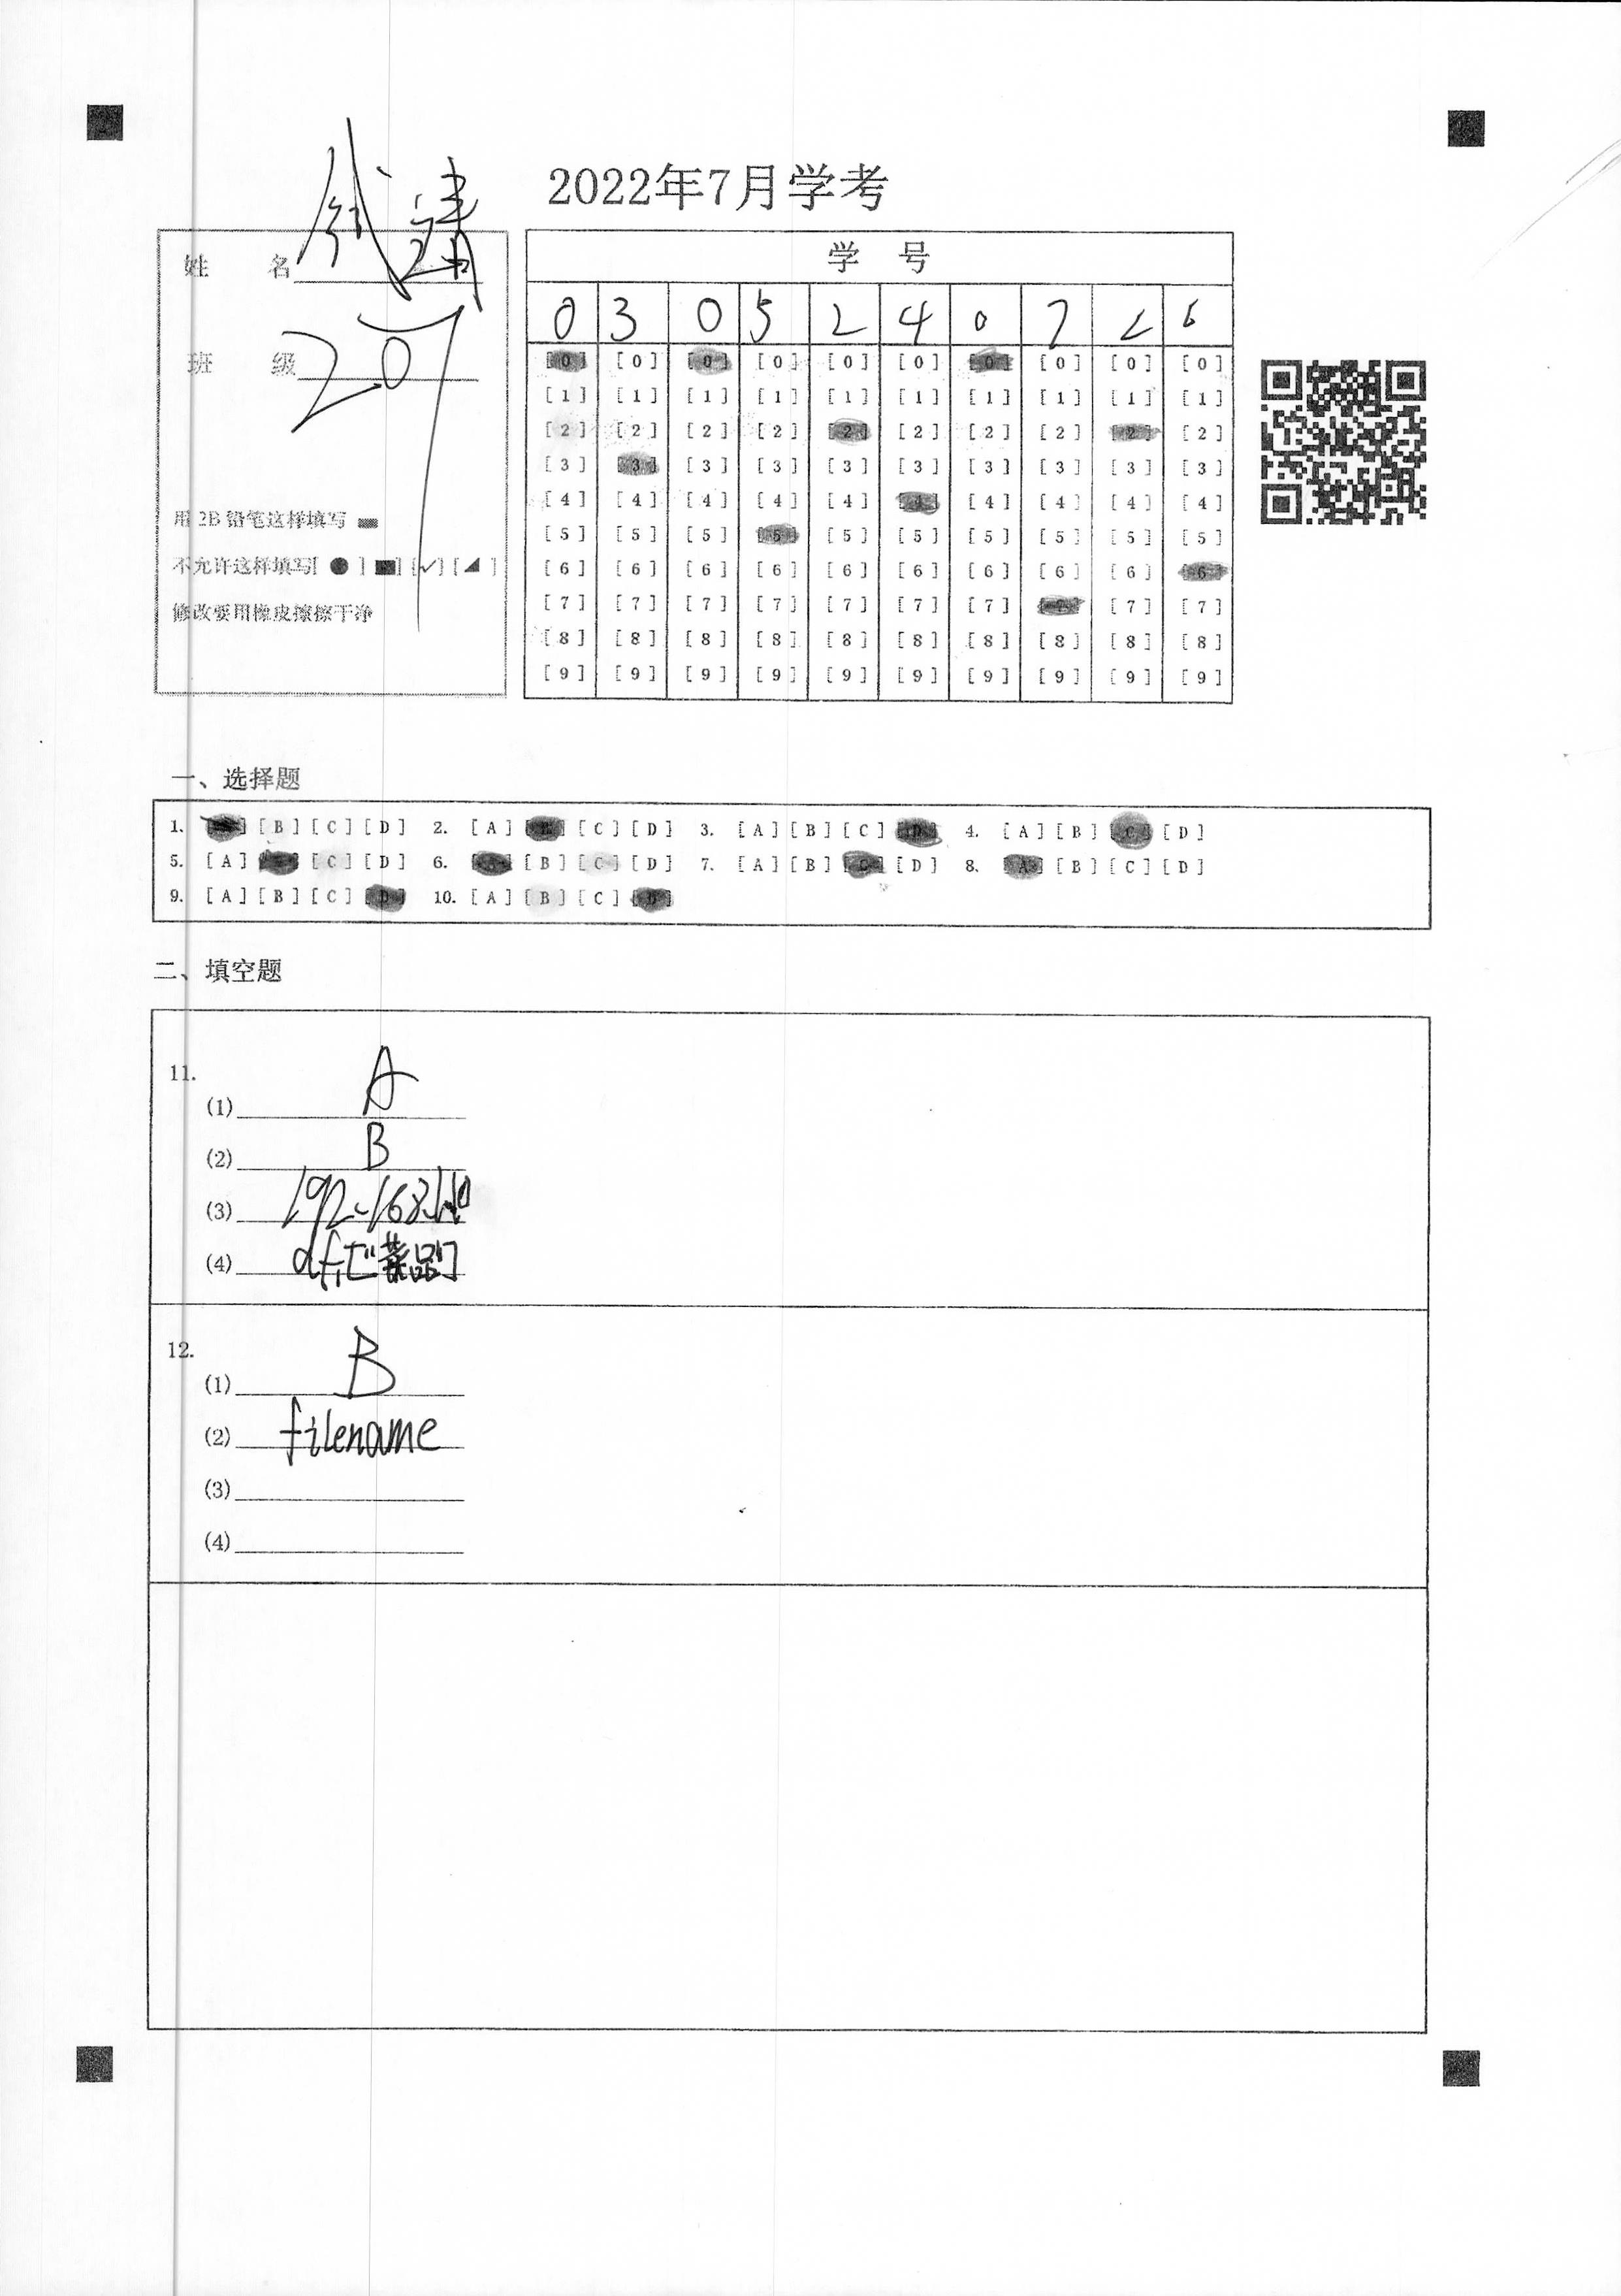 2022年7月学考
姓 名 钱靖
班 级 207
用2B铅笔这样填写
不允许这样填写[ ● ] [■] [✓] [◢ ]
修改要用橡皮擦擦干净
学 号
0 3 0 5 2 4 0 7 2 6
[0] [0] [0] [0] [0] [0] [0] [0] [0] [0]
[1] [1] [1] [1] [1] [1] [1] [1] [1] [1]
[2] [2] [2] [2] [2] [2] [2] [2] [2] [2]
[3] [3] [3] [3] [3] [3] [3] [3] [3] [3]
[4] [4] [4] [4] [4] [4] [4] [4] [4] [4]
[5] [5] [5] [5] [5] [5] [5] [5] [5] [5]
[6] [6] [6] [6] [6] [6] [6] [6] [6] [6]
[7] [7] [7] [7] [7] [7] [7] [7] [7] [7]
[8] [8] [8] [8] [8] [8] [8] [8] [8] [8]
[9] [9] [9] [9] [9] [9] [9] [9] [9] [9]
一、选择题
1. [A] [B] [C] [D] 2. [A] [B] [C] [D] 3. [A] [B] [C] [D] 4. [A] [B] [C] [D]
5. [A] [B] [C] [D] 6. [A] [B] [C] [D] 7. [A] [B] [C] [D] 8. [A] [B] [C] [D]
9. [A] [B] [C] [D] 10. [A] [B] [C] [D]
二、填空题
11.
(1) A
(2) B
(3) 192.168.
(4) df["菜品"]
12.
(1) B
(2) filename
(3)
(4)